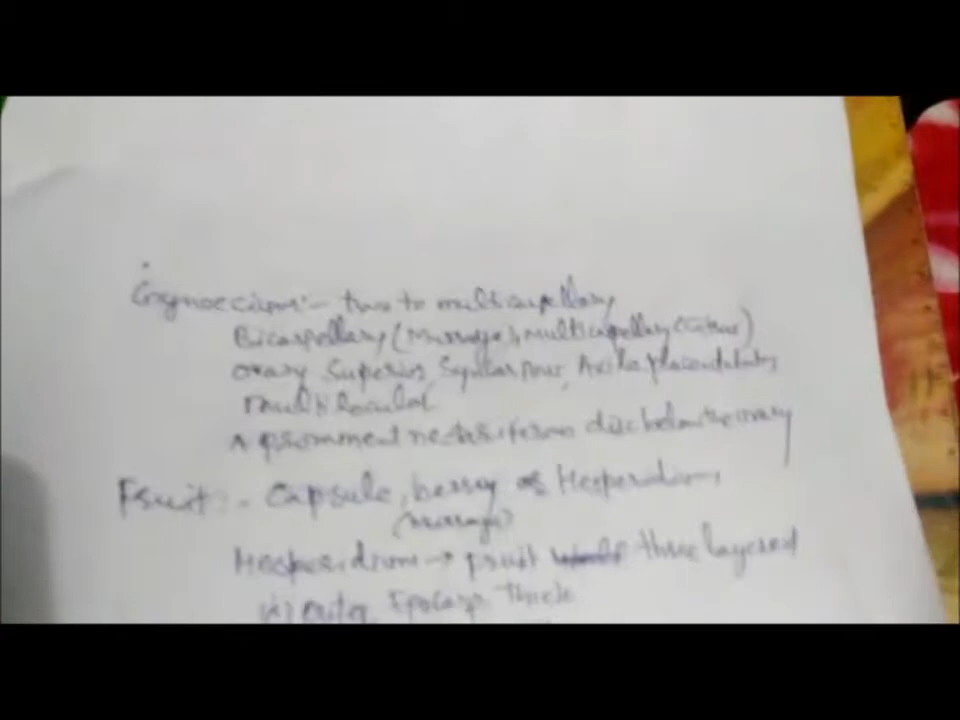 Gynoecium:- two to multicarpellary
Bicarpellary (Murraya), multicarpellary (citrus)
ovary Superior, Syncarpous, Axile placentation,
multilocular
A prominent nectariferous disc below the ovary
Fruit:- Capsule, berry or Hesperidium,
(murraya)
Hesperidium → fruit three layered
outer Epicarp Thick